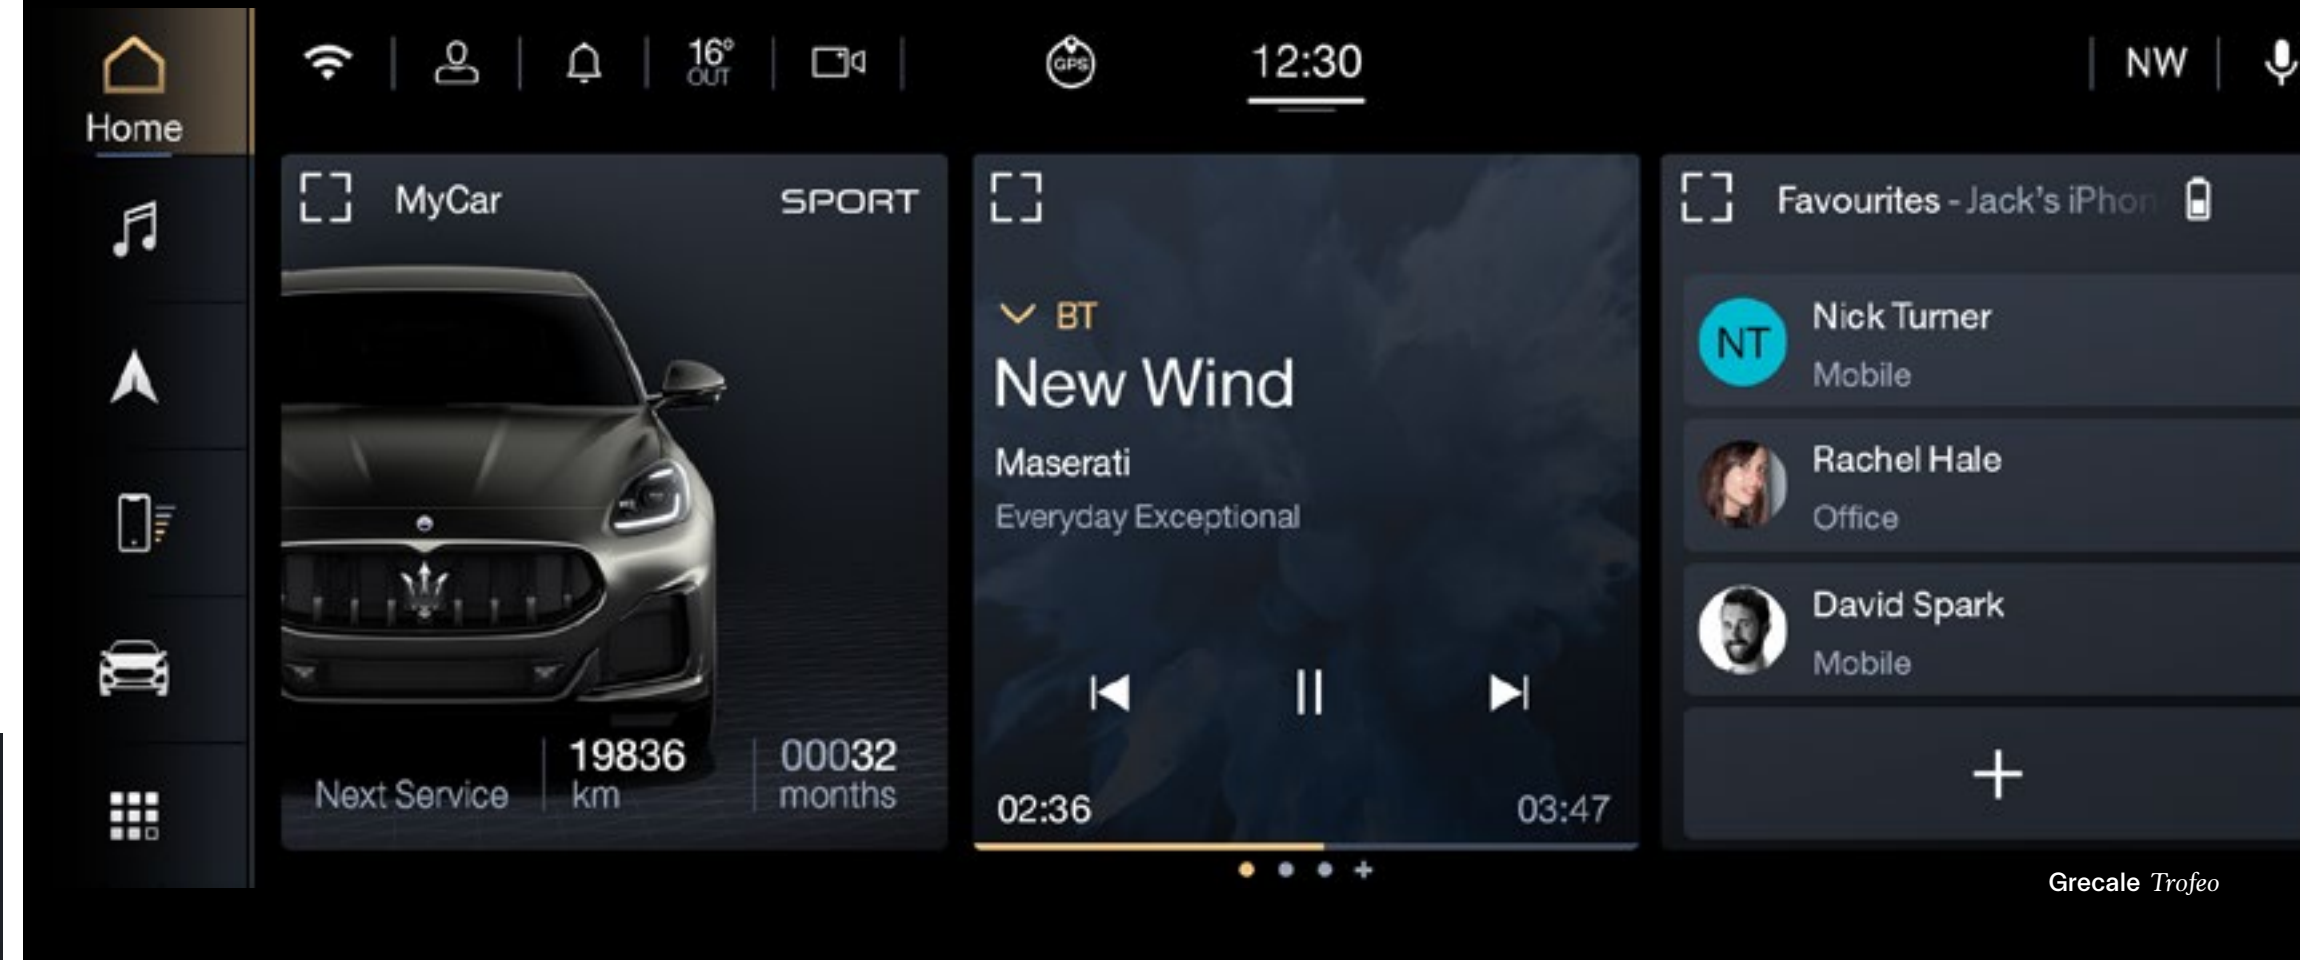 Home
16°
OUT
GPS
12:30
NW
MyCar
SPORT
Next Service
19836
km
00032
months
BT
New Wind
Maserati
Everyday Exceptional
02:36
03:47
Favourites - Jack's iPhon
NT
Nick Turner
Mobile
Rachel Hale
Office
David Spark
Mobile
Grecale Trofeo